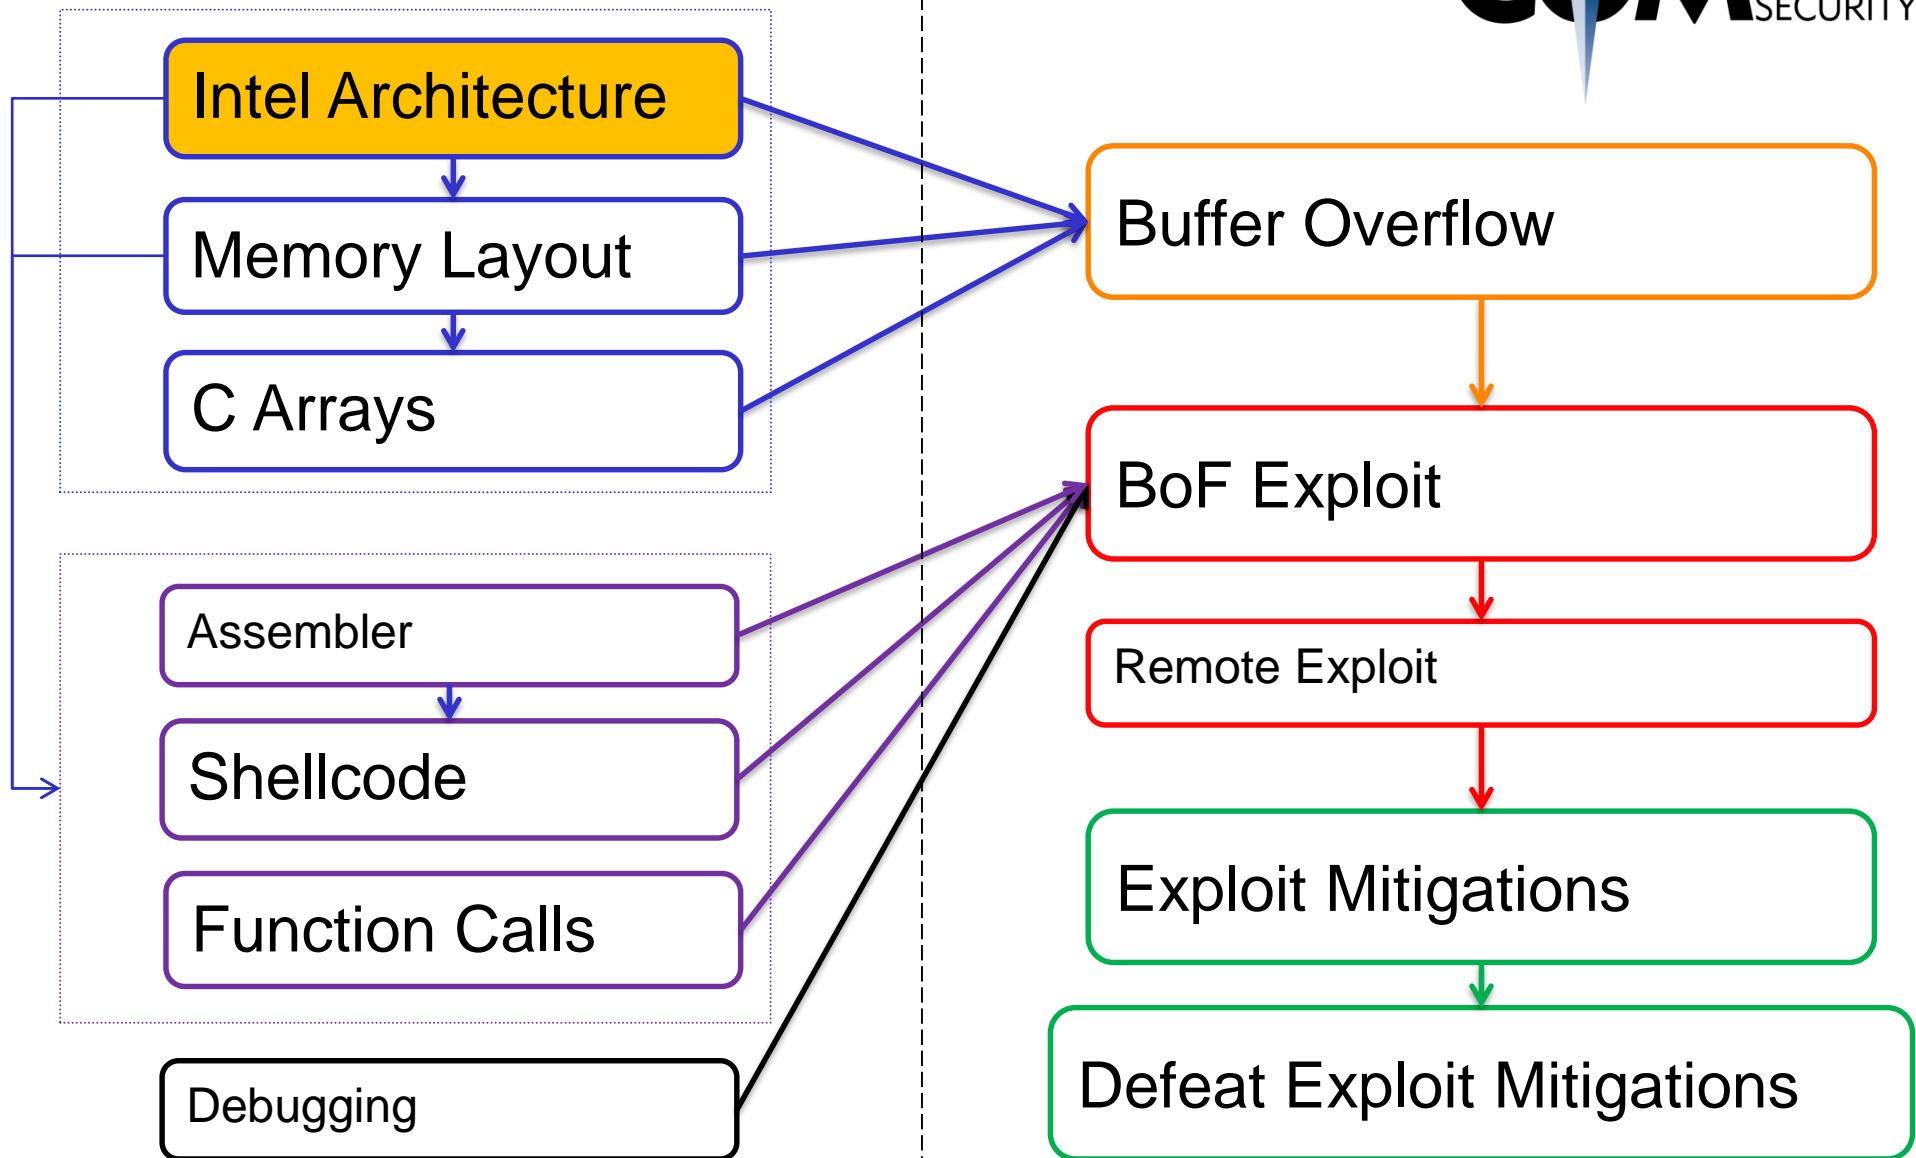 SECURITY
Intel Architecture
Memory Layout
C Arrays
Assembler
Shellcode
Function Calls
Debugging
Buffer Overflow
BoF Exploit
Remote Exploit
Exploit Mitigations
Defeat Exploit Mitigations